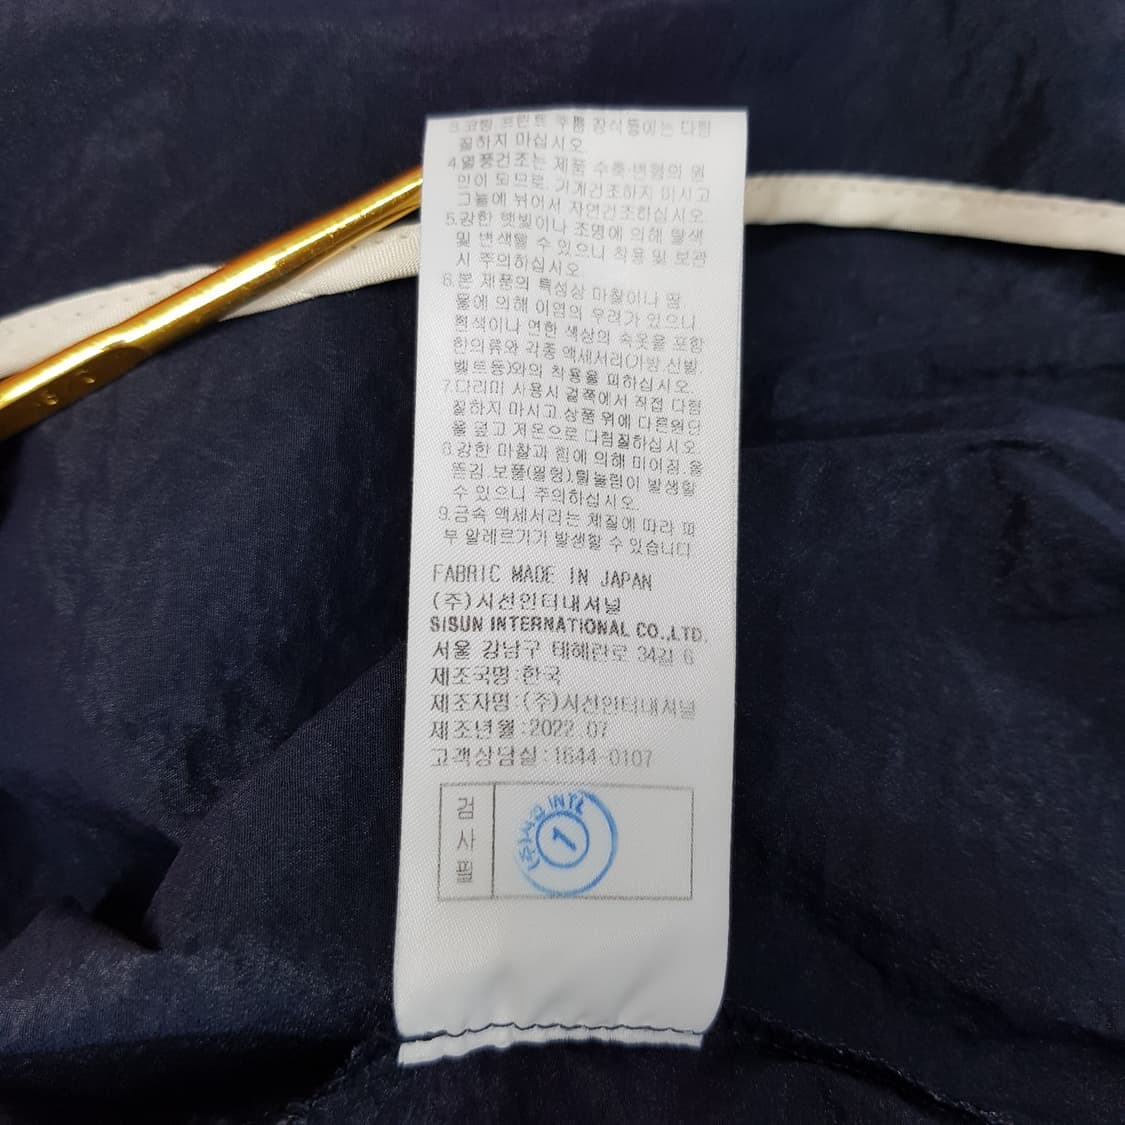 3.코팅 프린트 주름 장식등에는 다림
질하지 마십시오
4.열풍건조는 제품 수축 변형의 원
인이 되므로, 기계건조하지 마시고
그늘에 뉘어서 자연건조하십시오.
5.강한 햇빛이나 조명에 의해 탈색
및 변색될 수 있으니 착용 및 보관
시 주의하십시오
6.본 제품의 특성상 마찰이나 땀,
물에 의해 이염의 우려가 있으니,
흰색이나 연한 색상의 속옷을 포함
한의류와 각종 액세서리(가방,신발,
벨트등)와의 착용을 피하십시오.
7.다리미 사용시 겉쪽에서 직접 다림
질하지 마시고,상품 위에 다른원단
을 덮고 저온으로 다림질하십시오.
8.강한 마찰과 힘에 의해 미어짐,올
뜯김 보풀(필링),털눌림이 발생할
수 있으니 주의하십시오.
9.금속 액세서리는 체질에 따라 피
부 알레르기가 발생할 수 있습니다
FABRIC MADE IN JAPAN
(주)시선인터내셔널
SISUN INTERNATIONAL CO.,LTD.
서울 강남구 테헤란로 34길 6
제조국명:한국
제조자명:(주)시선인터내셔널
제조년월:2022.07
고객상담실:1644-0107
검사필
(주)시선 INT'L
1